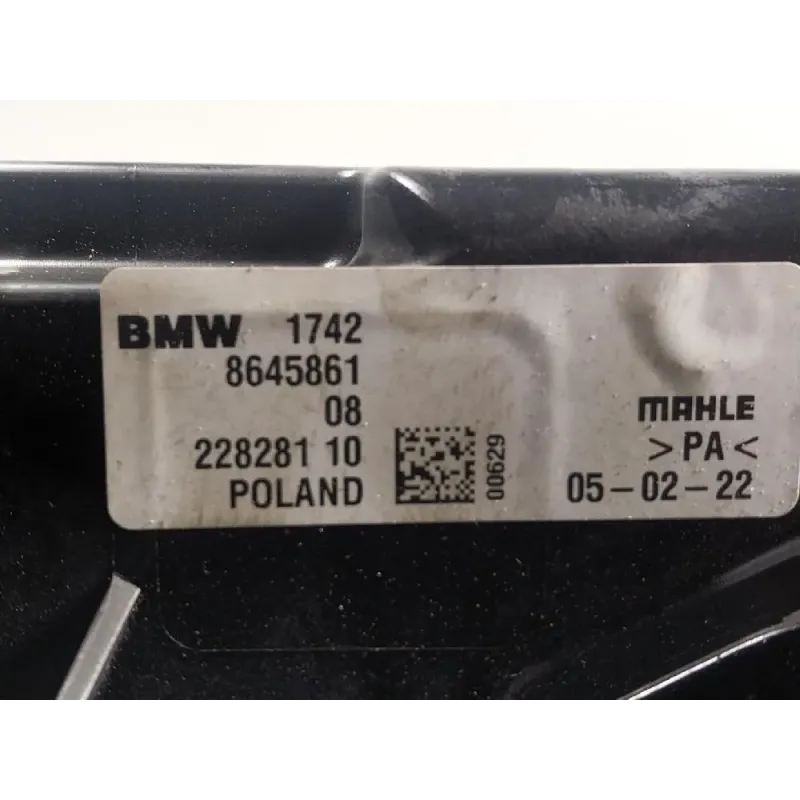 BMW 1742
8645861
08
228281 10
POLAND
00629
MAHLE
>PA<
05-02-22